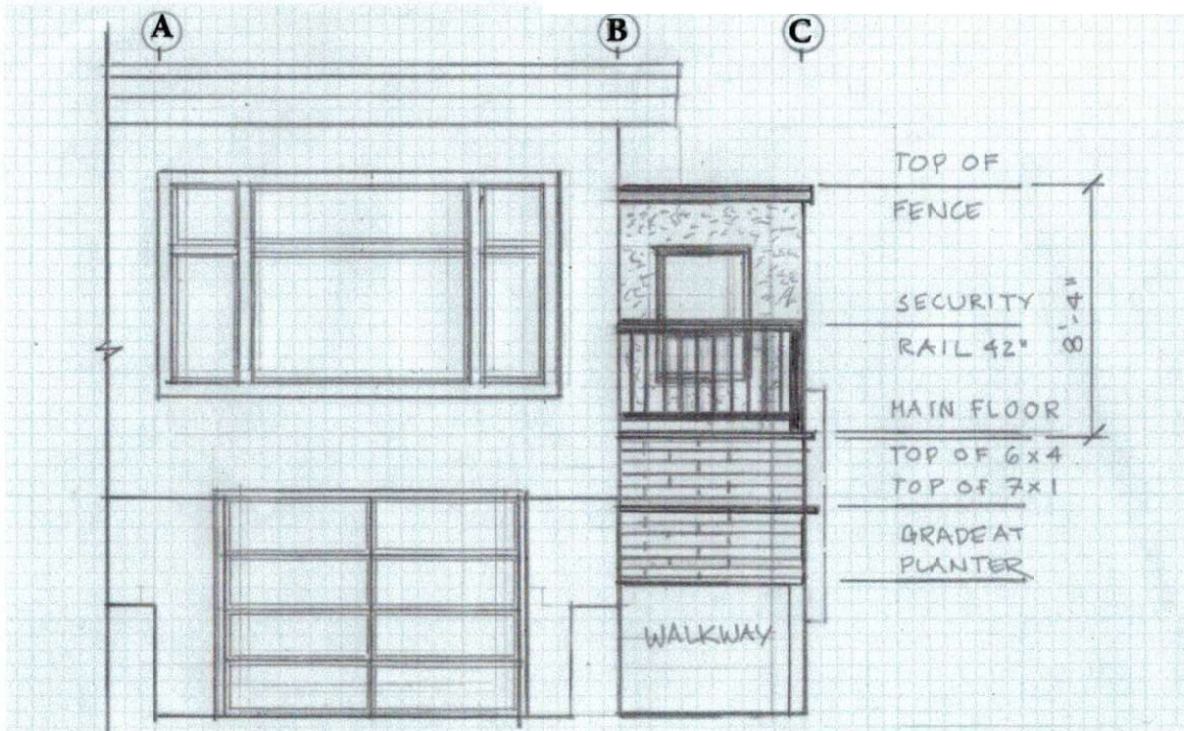 A
B
C
TOP OF
FENCE
SECURITY
RAIL 42"
8'-4"
MAIN FLOOR
TOP OF 6x4
TOP OF 7x1
GRADE AT
PLANTER
WALKWAY